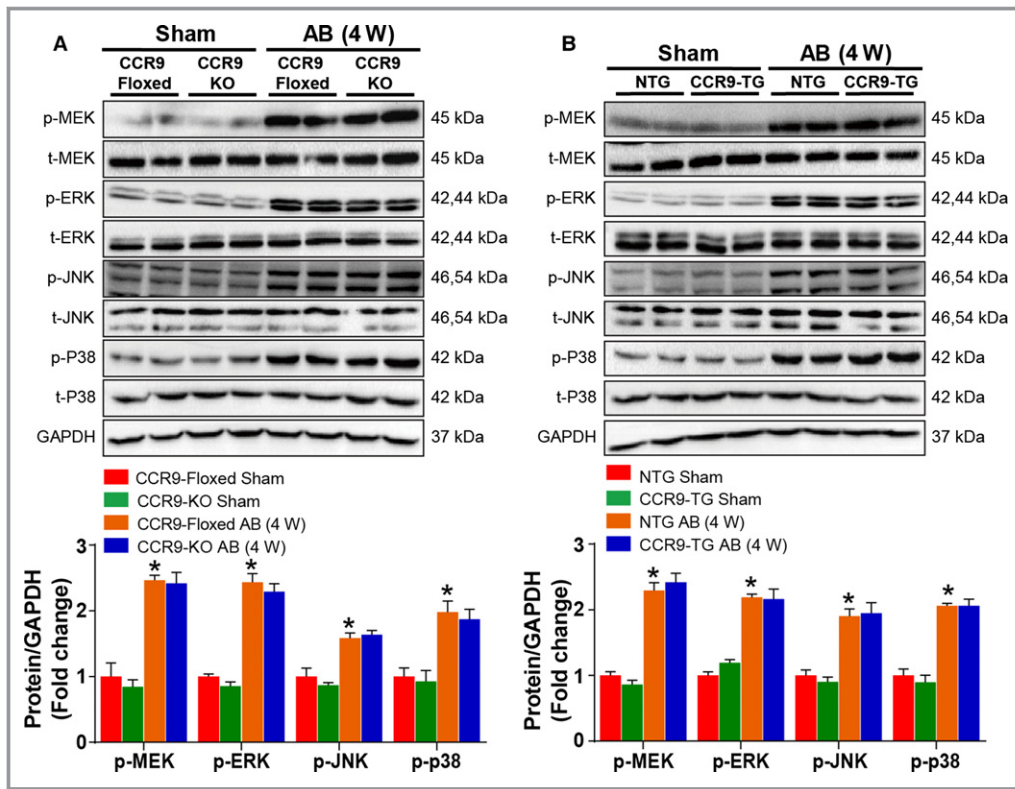 A
Sham
AB (4 W)
CCR9 Floxed
CCR9 KO
CCR9 Floxed
CCR9 KO
p-MEK
45 kDa
t-MEK
45 kDa
p-ERK
42,44 kDa
t-ERK
42,44 kDa
p-JNK
46,54 kDa
t-JNK
46,54 kDa
p-P38
42 kDa
t-P38
42 kDa
GAPDH
37 kDa
CCR9-Floxed Sham
CCR9-KO Sham
CCR9-Floxed AB (4 W)
CCR9-KO AB (4 W)
Protein/GAPDH
(Fold change)
3
2
1
0
*
*
*
*
p-MEK
p-ERK
p-JNK
p-p38
B
Sham
AB (4 W)
NTG
CCR9-TG
NTG
CCR9-TG
p-MEK
45 kDa
t-MEK
45 kDa
p-ERK
42,44 kDa
t-ERK
42,44 kDa
p-JNK
46,54 kDa
t-JNK
46,54 kDa
p-P38
42 kDa
t-P38
42 kDa
GAPDH
37 kDa
NTG Sham
CCR9-TG Sham
NTG AB (4 W)
CCR9-TG AB (4 W)
Protein/GAPDH
(Fold change)
3
2
1
0
*
*
*
*
p-MEK
p-ERK
p-JNK
p-p38